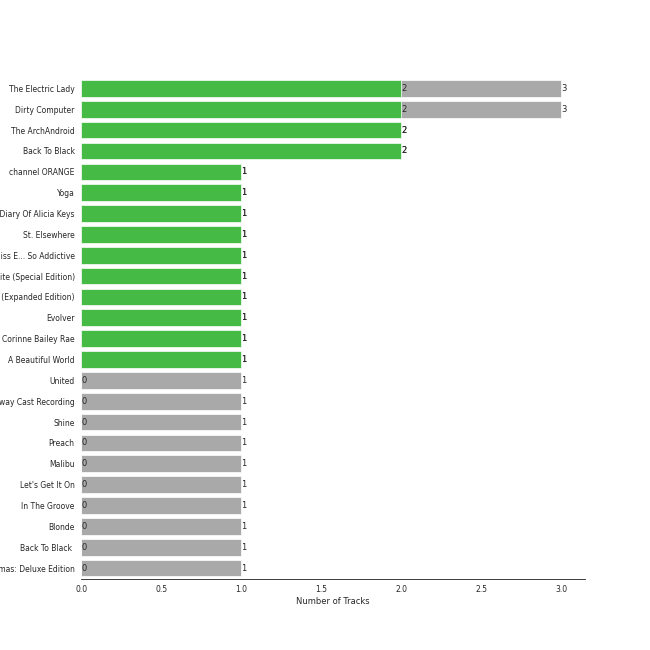 The Electric Lady 2 3
Dirty Computer 2 3
The ArchAndroid 2
Back To Black 2
channel ORANGE 1
Yoga 1
Diary Of Alicia Keys 1
St. Elsewhere 1
iss E... So Addictive 1
ite (Special Edition) 1
(Expanded Edition) 1
Evolver 1
Corinne Bailey Rae 1
A Beautiful World 1
United 0 1
way Cast Recording 0 1
Shine 0 1
Preach 0 1
Malibu 0 1
Let's Get It On 0 1
In The Groove 0 1
Blonde 0 1
Back To Black 0 1
mas: Deluxe Edition 0 1
0.0 0.5 1.0 1.5 2.0 2.5 3.0
Number of Tracks